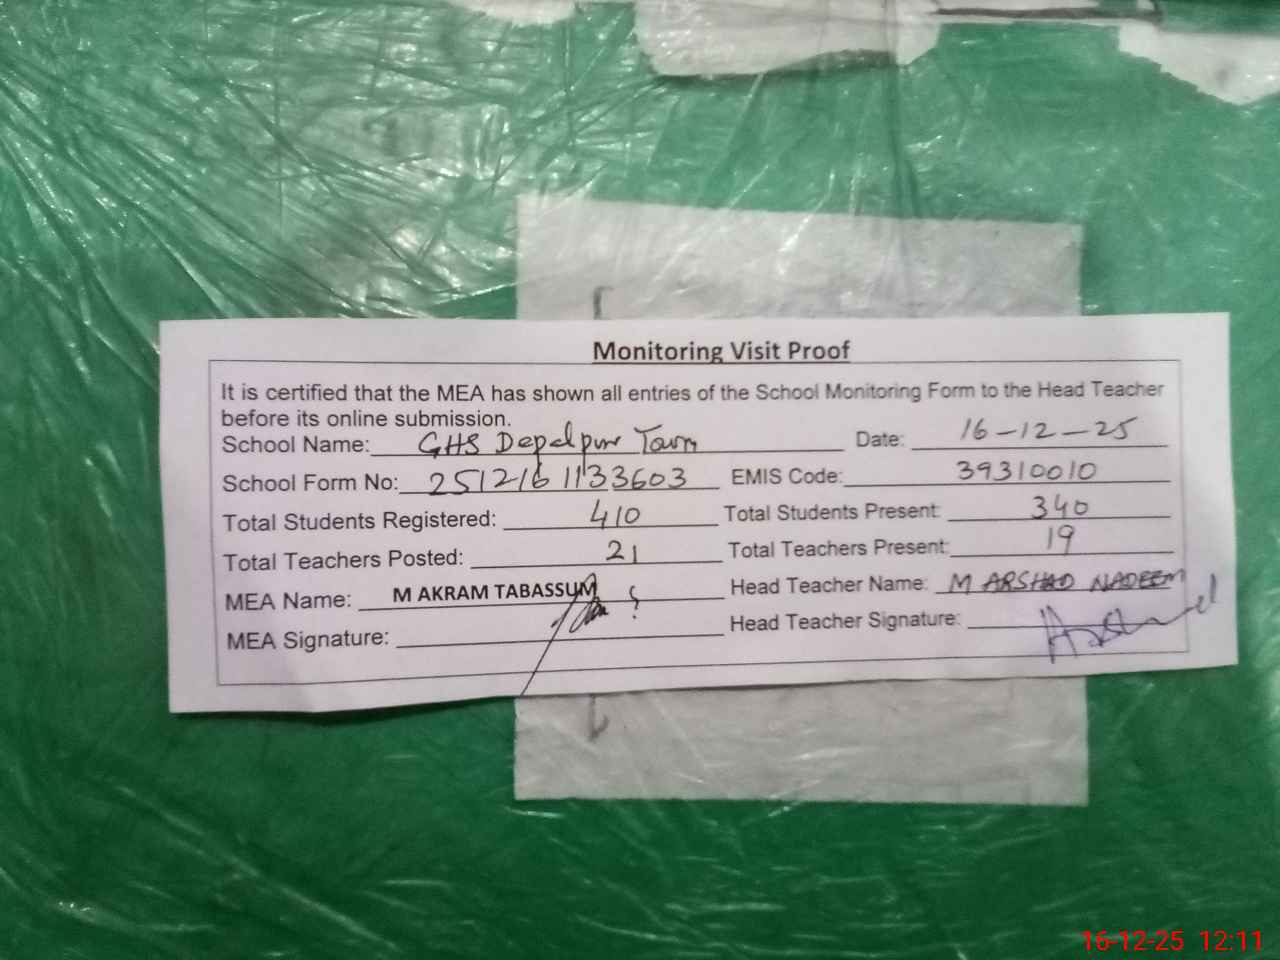 Monitoring Visit Proof
It is certified that the MEA has shown all entries of the School Monitoring Form to the Head Teacher
before its online submission.
School Name: GHS Depalpur Town Date: 16-12-25
School Form No: 251216 1133603 EMIS Code: 39310010
Total Students Registered: 410 Total Students Present: 340
Total Teachers Posted: 21 Total Teachers Present: 19
MEA Name: M AKRAM TABASSUM Head Teacher Name: M ARSHAD NADEEM
MEA Signature: Head Teacher Signature:
16-12-25 12:11